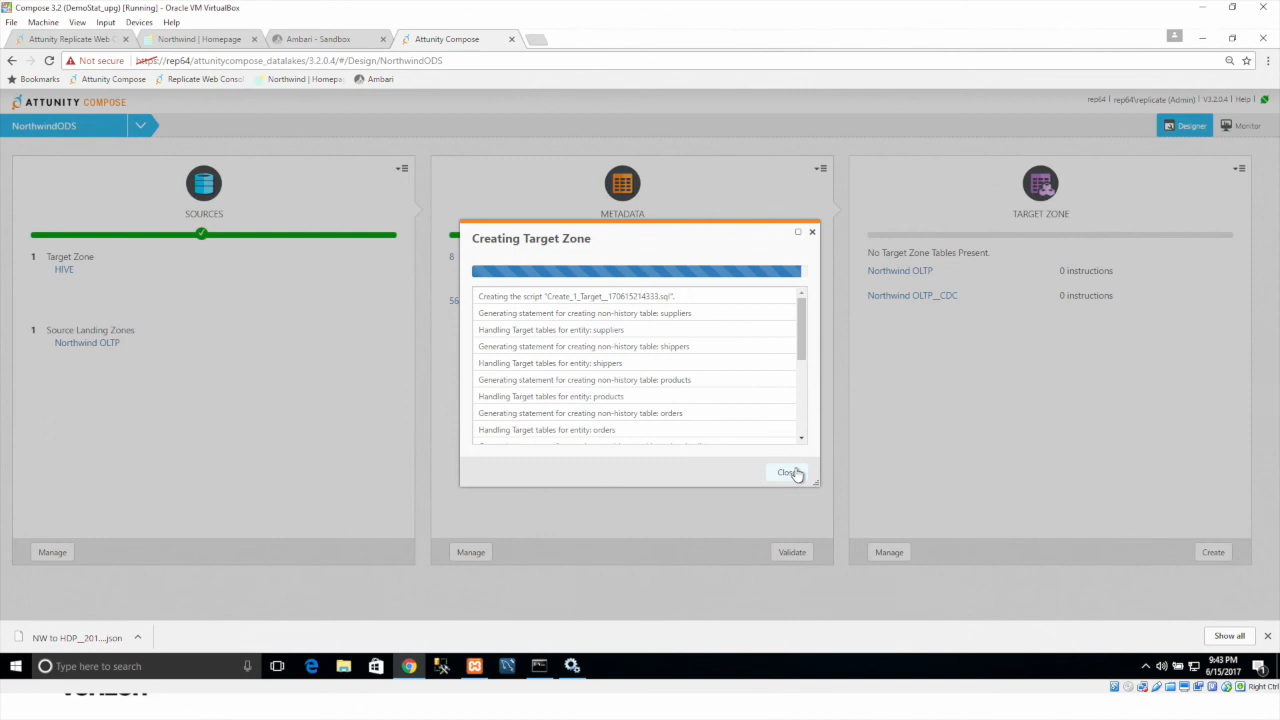 Compose 3.2 (DemoStat_upg) [Running] - Oracle VM VirtualBox
File Machine View Input Devices Help
Attunity Replicate Web C
Northwind | Homepage
Ambari - Sandbox
Attunity Compose
Not secure
https://rep64/attunitycompose_datalakes/3.2.0.4/#/Design/NorthwindODS
Bookmarks Attunity Compose Replicate Web Conso Northwind | Homepa Ambari
ATTUNITY COMPOSE
rep64 | rep64\replicate (Admin) | V3.2.0.4 | Help |
NorthwindODS
Designer
Monitor
SOURCES
METADATA
TARGET ZONE
1 Target Zone
HIVE
1 Source Landing Zones
Northwind OLTP
8
56
No Target Zone Tables Present.
Northwind OLTP 0 instructions
Northwind OLTP__CDC 0 instructions
Creating Target Zone
Creating the script "Create_1_Target__170615214333.sql".
Generating statement for creating non-history table: suppliers
Handling Target tables for entity: suppliers
Generating statement for creating non-history table: shippers
Handling Target tables for entity: shippers
Generating statement for creating non-history table: products
Handling Target tables for entity: products
Generating statement for creating non-history table: orders
Handling Target tables for entity: orders
Manage
Manage
Validate
Manage
Create
NW to HDP__201....json
Show all
Type here to search
9:43 PM
6/15/2017
Right Ctrl